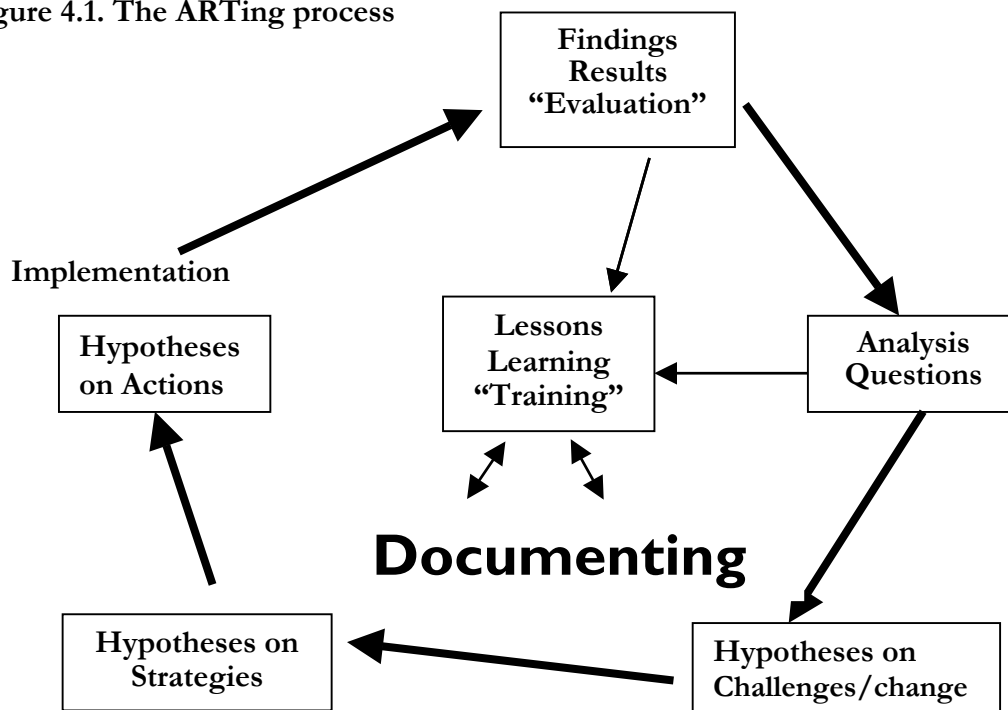 gure 4.1. The ARTing process
Findings
Results
“Evaluation”
Implementation
Hypotheses
on Actions
Lessons
Learning
“Training”
Analysis
Questions
Documenting
Hypotheses on
Strategies
Hypotheses on
Challenges/change